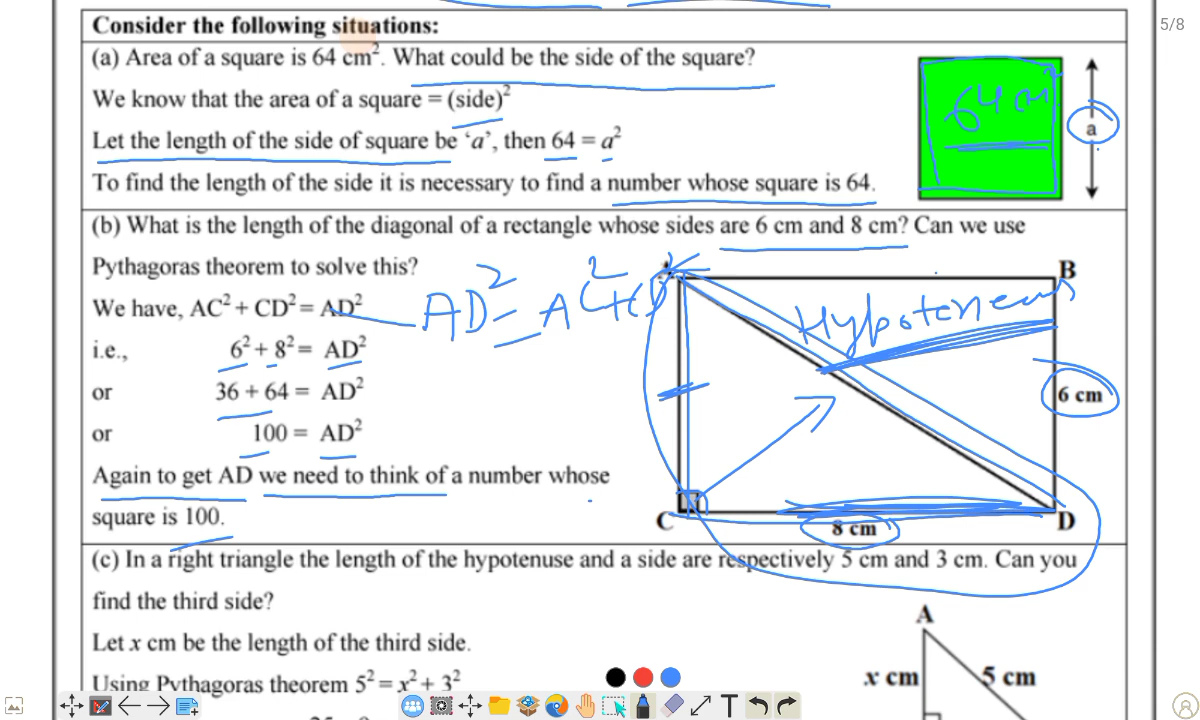 5/8
Consider the following situations:
(a) Area of a square is 64 cm². What could be the side of the square?
We know that the area of a square = (side)²
Let the length of the side of square be ‘a’, then 64 = a²
To find the length of the side it is necessary to find a number whose square is 64.
64 cm²
a
(b) What is the length of the diagonal of a rectangle whose sides are 6 cm and 8 cm? Can we use
Pythagoras theorem to solve this?
We have, AC² + CD² = AD²
i.e., 6² + 8² = AD²
or 36 + 64 = AD²
or 100 = AD²
Again to get AD we need to think of a number whose
square is 100.
AD² = AC² + CD²
B
Hypoteneus
6 cm
C
8 cm
D
(c) In a right triangle the length of the hypotenuse and a side are respectively 5 cm and 3 cm. Can you
find the third side?
Let x cm be the length of the third side.
Using Pythagoras theorem 5² = x² + 3²
A
x cm
5 cm
T